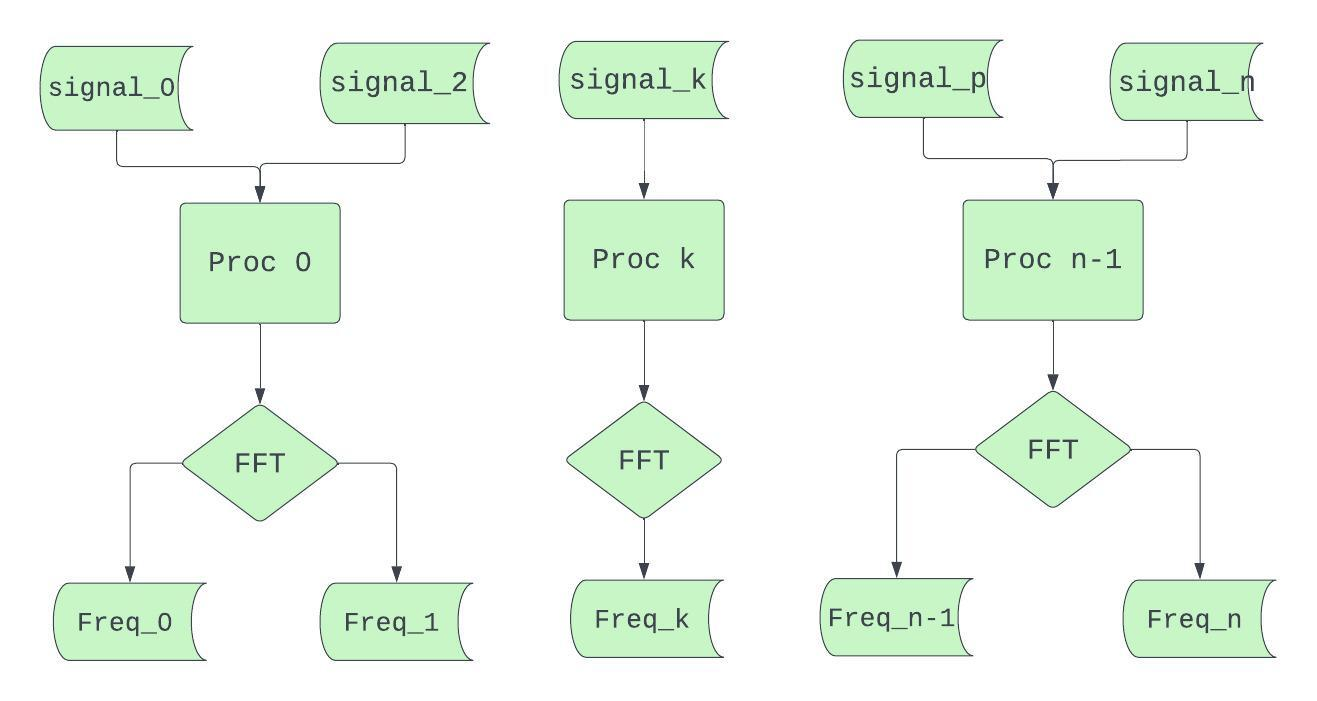 signal_0
signal_2
signal_k
signal_p
signal_n
Proc 0
Proc k
Proc n-1
FFT
FFT
FFT
Freq_0
Freq_1
Freq_k
Freq_n-1
Freq_n